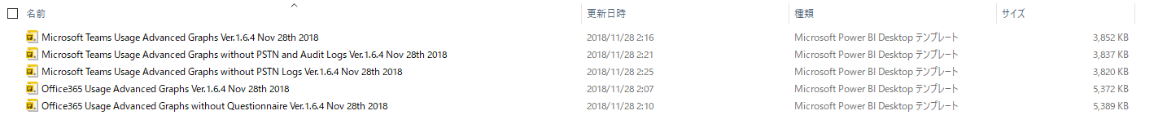 名前 更新日時 種類 サイズ
Microsoft Teams Usage Advanced Graphs Ver.1.6.4 Nov 28th 2018 2018/11/28 2:16 Microsoft Power BI Desktop テンプレート 3,852 KB
Microsoft Teams Usage Advanced Graphs without PSTN and Audit Logs Ver.1.6.4 Nov 28th 2018 2018/11/28 2:21 Microsoft Power BI Desktop テンプレート 3,837 KB
Microsoft Teams Usage Advanced Graphs without PSTN Logs Ver.1.6.4 Nov 28th 2018 2018/11/28 2:25 Microsoft Power BI Desktop テンプレート 3,820 KB
Office365 Usage Advanced Graphs Ver.1.6.4 Nov 28th 2018 2018/11/28 2:07 Microsoft Power BI Desktop テンプレート 5,372 KB
Office365 Usage Advanced Graphs without Questionnaire Ver.1.6.4 Nov 28th 2018 2018/11/28 2:10 Microsoft Power BI Desktop テンプレート 5,389 KB